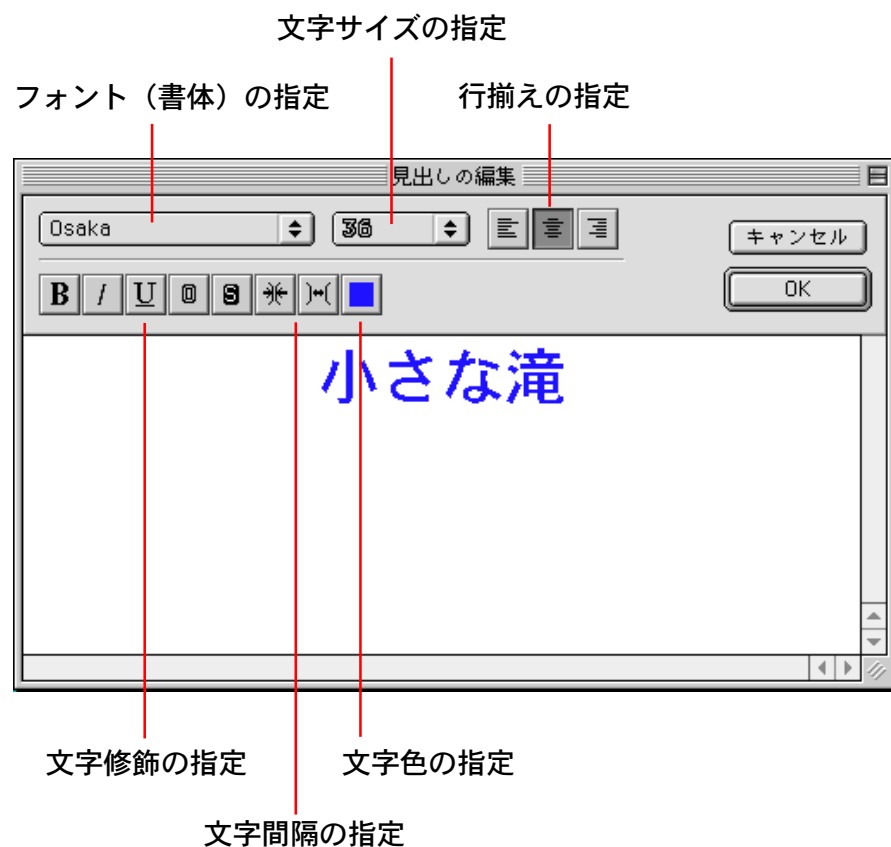 文字サイズの指定
フォント（書体）の指定
行揃えの指定
見出しの編集
Osaka
36
キャンセル
B I U O S
OK
小さな滝
文字修飾の指定
文字色の指定
文字間隔の指定